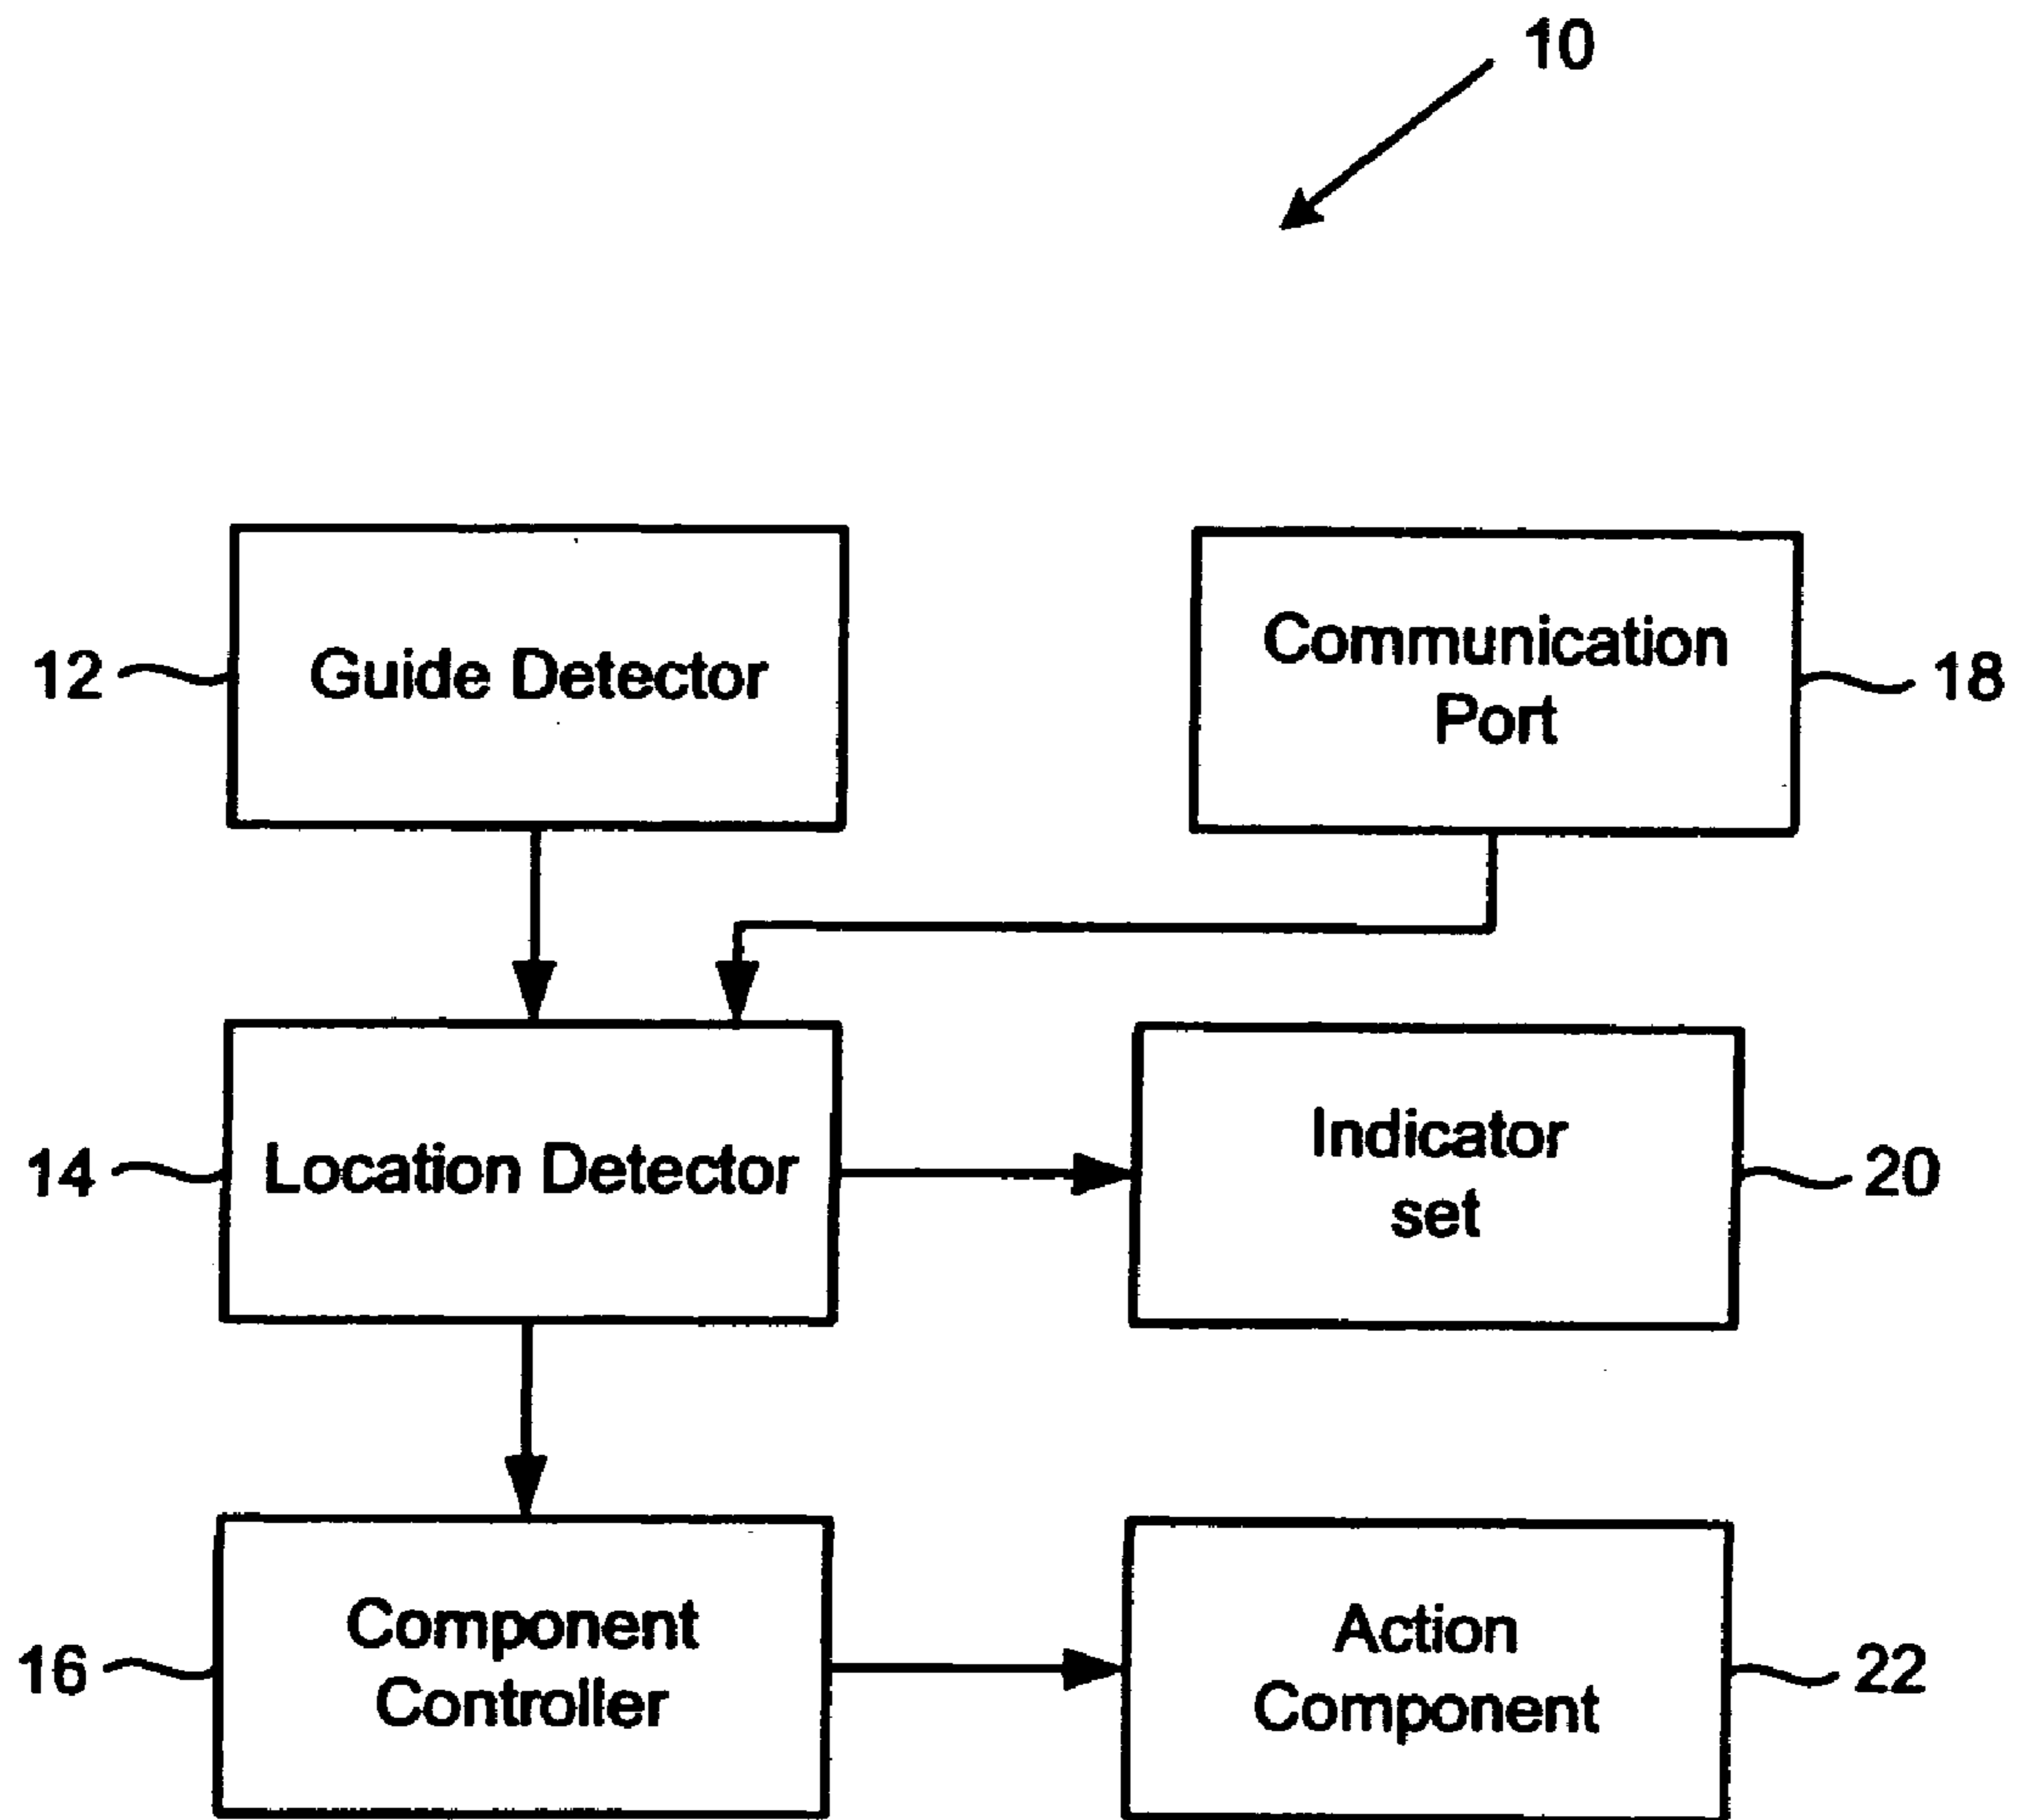 10
12
Guide Detector
Communication
Port
18
14
Location Detector
Indicator
set
20
16
Component
Controller
Action
Component
22